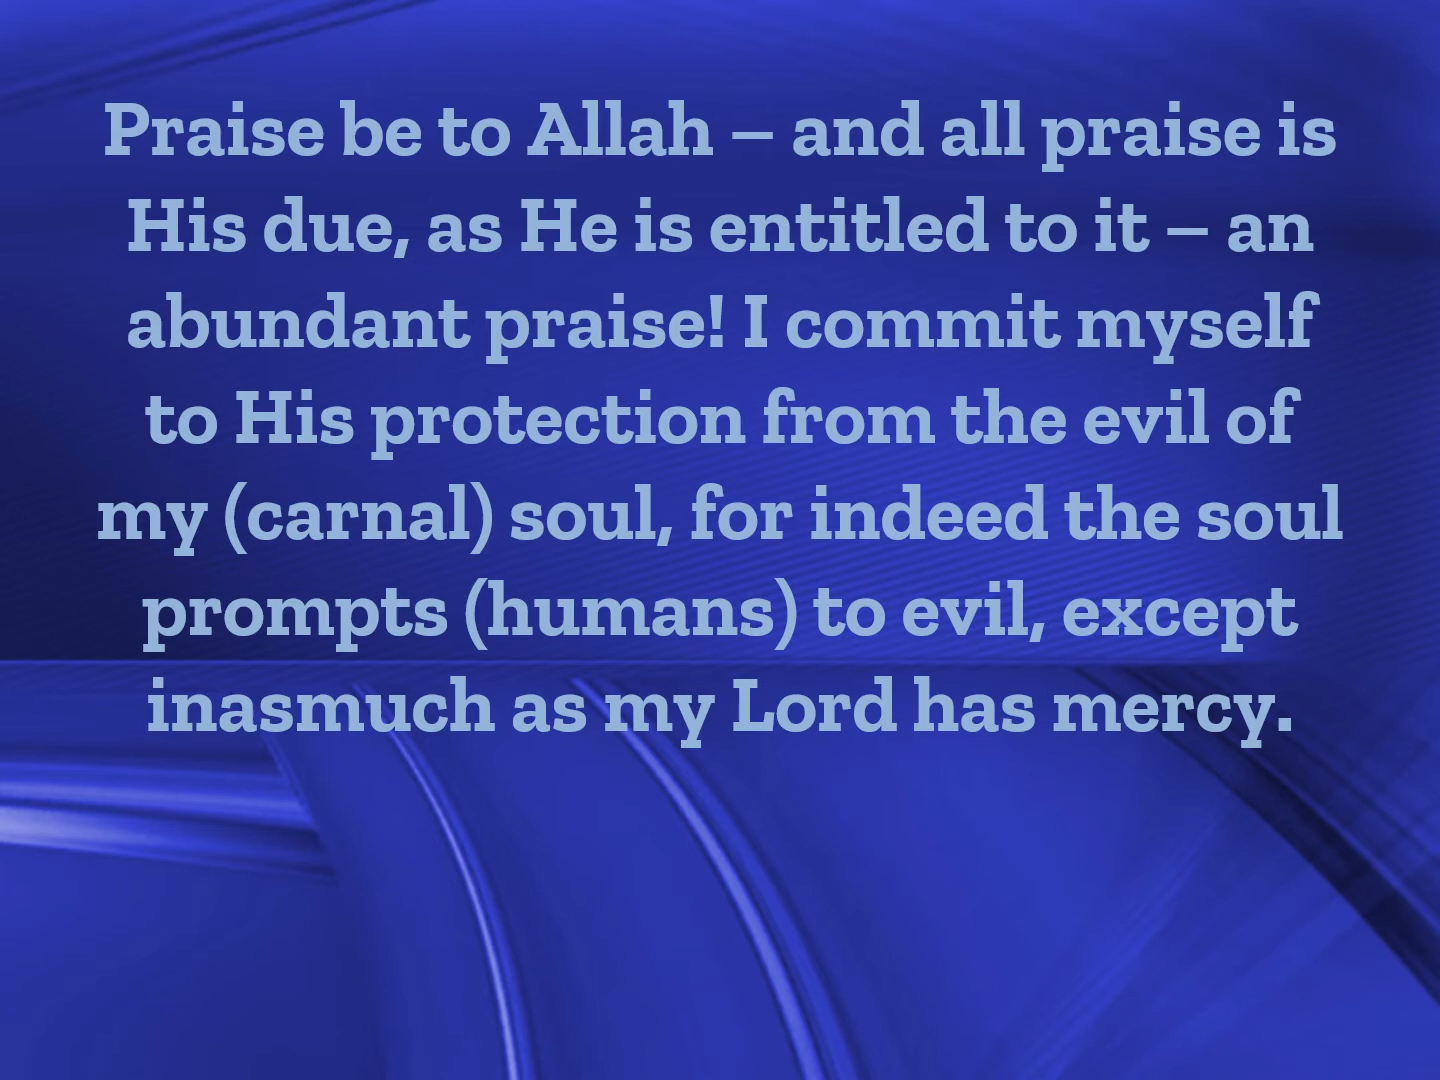 Praise be to Allah – and all praise is
His due, as He is entitled to it – an
abundant praise! I commit myself
to His protection from the evil of
my (carnal) soul, for indeed the soul
prompts (humans) to evil, except
inasmuch as my Lord has mercy.